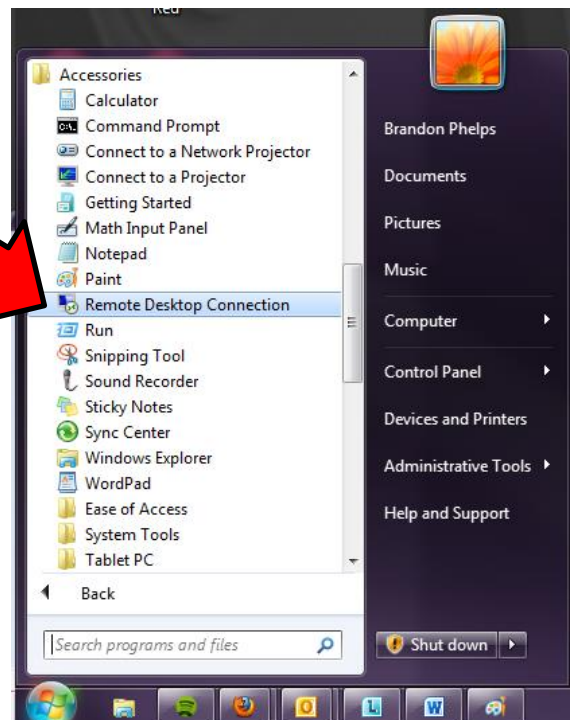 Accessories
Calculator
Command Prompt
Connect to a Network Projector
Connect to a Projector
Getting Started
Math Input Panel
Notepad
Paint
Remote Desktop Connection
Run
Snipping Tool
Sound Recorder
Sticky Notes
Sync Center
Windows Explorer
WordPad
Ease of Access
System Tools
Tablet PC
Back
Search programs and files
Brandon Phelps
Documents
Pictures
Music
Computer
Control Panel
Devices and Printers
Administrative Tools
Help and Support
Shut down